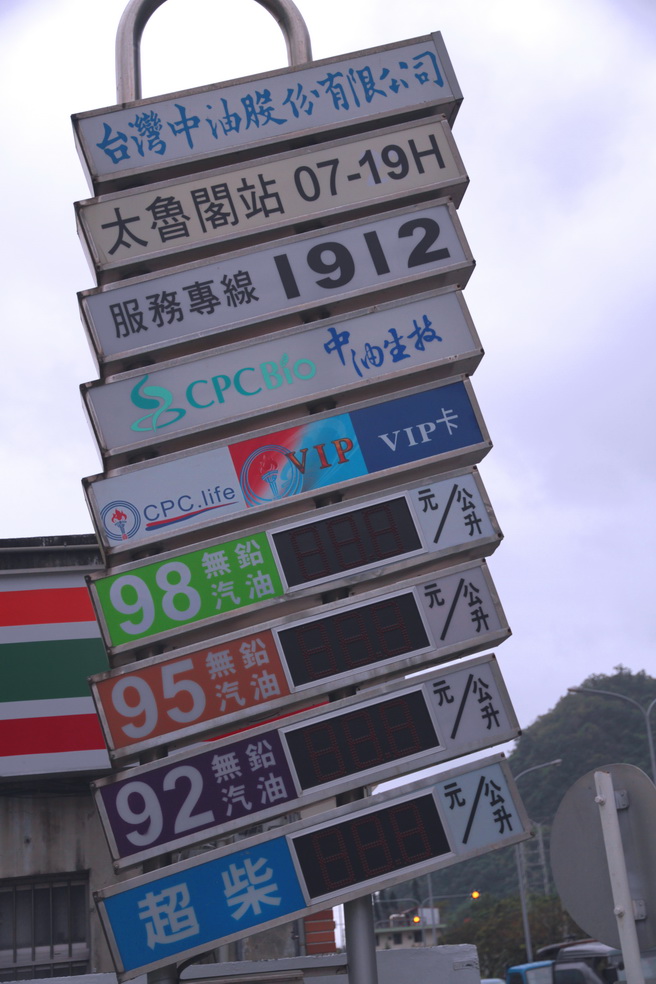 台灣中油股份有限公司
太魯閣站 07-19H
服務專線 1912
CPCBio 中油生技
CPC.life VIP VIP卡
98 無鉛汽油 元/公升
95 無鉛汽油 元/公升
92 無鉛汽油 元/公升
超柴 元/公升